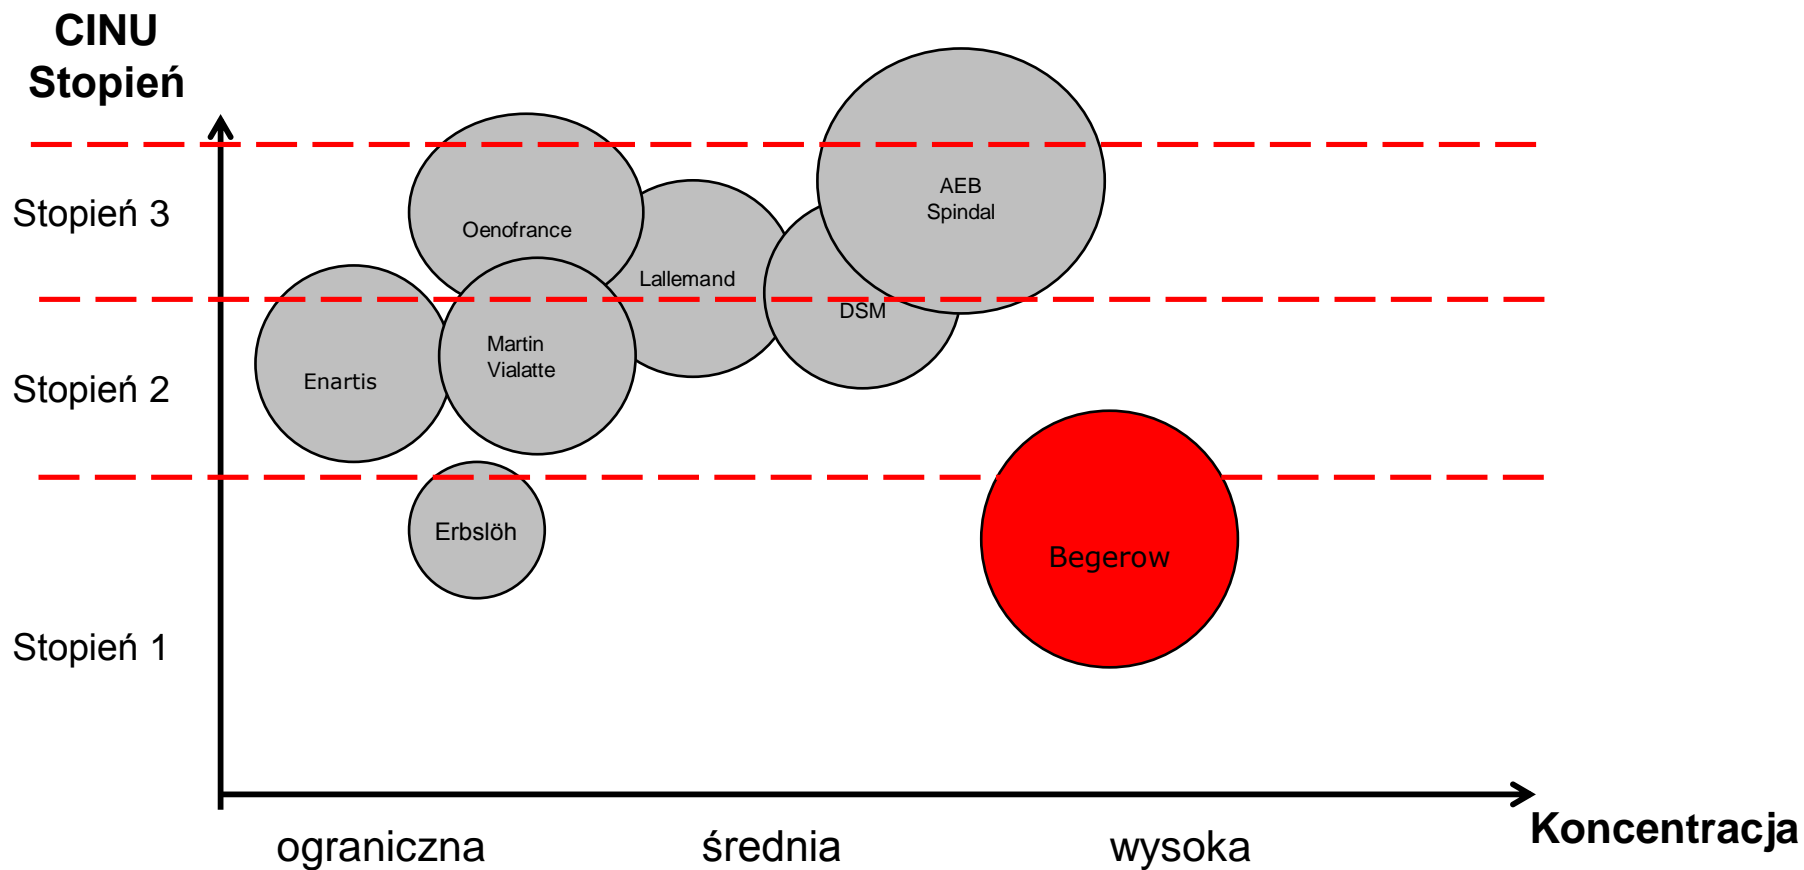 CINU
Stopień
Stopień 3
Stopień 2
Stopień 1
AEB
Spindal
Oenofrance
Lallemand
DSM
Martin
Vialatte
Enartis
Erbslöh
Begerow
Koncentracja
ograniczna
średnia
wysoka